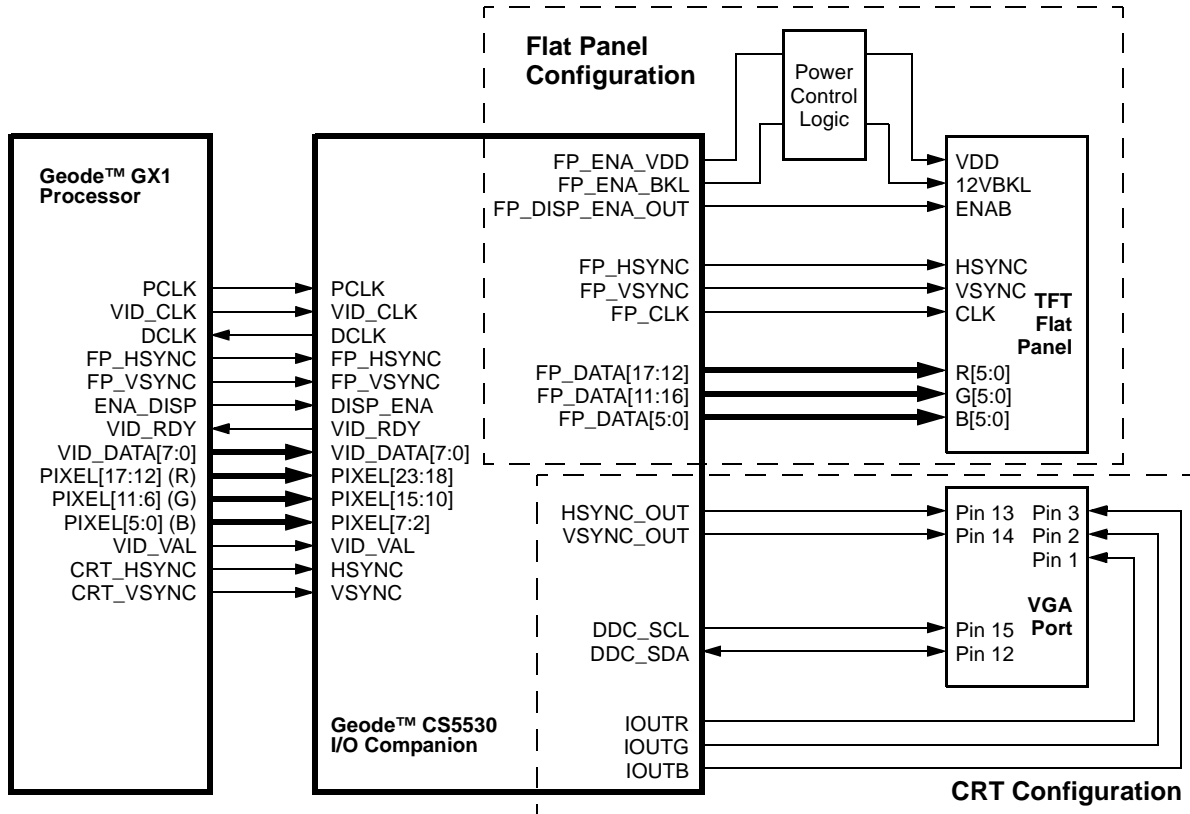 Flat Panel
Configuration
Power
Control
Logic
Geode™ GX1
Processor
PCLK
VID_CLK
DCLK
FP_HSYNC
FP_VSYNC
ENA_DISP
VID_RDY
VID_DATA[7:0]
PIXEL[17:12] (R)
PIXEL[11:6] (G)
PIXEL[5:0] (B)
VID_VAL
CRT_HSYNC
CRT_VSYNC
PCLK
VID_CLK
DCLK
FP_HSYNC
FP_VSYNC
DISP_ENA
VID_RDY
VID_DATA[7:0]
PIXEL[23:18]
PIXEL[15:10]
PIXEL[7:2]
VID_VAL
HSYNC
VSYNC
Geode™ CS5530
I/O Companion
FP_ENA_VDD
FP_ENA_BKL
FP_DISP_ENA_OUT
FP_HSYNC
FP_VSYNC
FP_CLK
FP_DATA[17:12]
FP_DATA[11:16]
FP_DATA[5:0]
HSYNC_OUT
VSYNC_OUT
DDC_SCL
DDC_SDA
IOUTR
IOUTG
IOUTB
VDD
12VBKL
ENAB
HSYNC
VSYNC
CLK
TFT
Flat
Panel
R[5:0]
G[5:0]
B[5:0]
Pin 13 Pin 3
Pin 14 Pin 2
Pin 1
VGA
Port
Pin 15
Pin 12
CRT Configuration